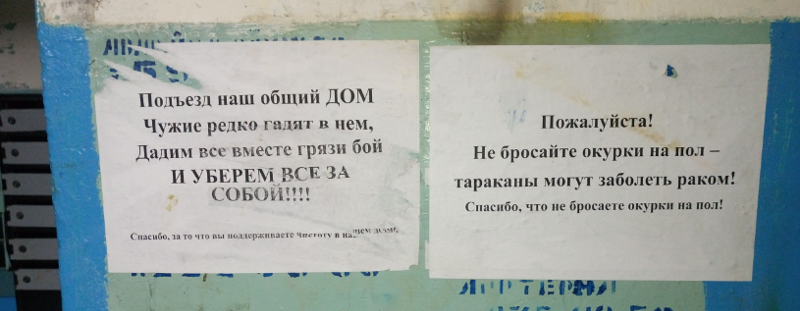 Подъезд наш общий ДОМ
Чужие редко гадят в нем,
Дадим все вместе грязи бой
И УБЕРЕМ ВСЕ ЗА
СОБОЙ!!!!
Спасибо, за то что вы поддерживаете чистоту в
Пожалуйста!
Не бросайте окурки на пол –
тараканы могут заболеть раком!
Спасибо, что не бросаете окурки на пол!